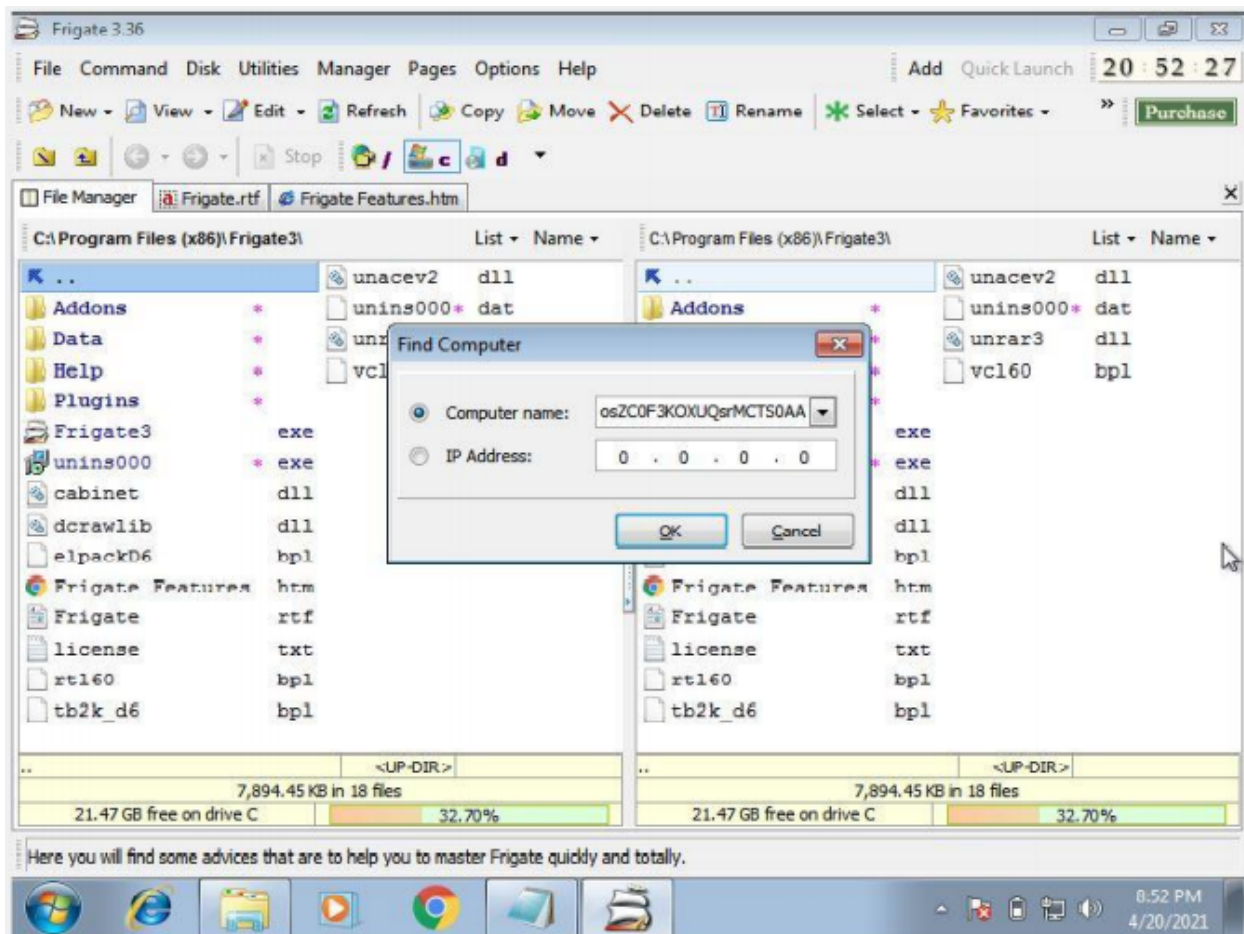 Frigate 3.36
File Command Disk Utilities Manager Pages Options Help Add Quick Launch 20:52:27
New View Edit Refresh Copy Move Delete Rename Select Favorites » Purchase
Stop / c d
File Manager Frigate.rtf Frigate Features.htm
C:\Program Files (x86)\Frigate3\ List Name C:\Program Files (x86)\Frigate3\ List Name
.. unacev2 dll .. unacev2 dll
Addons * unins000* dat Addons * unins000* dat
Data * unr * unrar3 dll
Help * vcl * vcl60 bpl
Plugins * *
Find Computer
Computer name: osZC0F3KOXUQsrMCTS0AA
IP Address: 0 . 0 . 0 . 0
OK Cancel
Frigate3 exe exe
unins000 * exe * exe
cabinet dll dll
dcrawlib dll dll
elpackD6 bpl bpl
Frigate Features htm Frigate Features htm
Frigate rtf Frigate rtf
license txt license txt
rtl60 bpl rtl60 bpl
tb2k_d6 bpl tb2k_d6 bpl
.. <UP-DIR> .. <UP-DIR>
7,894.45 KB in 18 files 7,894.45 KB in 18 files
21.47 GB free on drive C 32.70% 21.47 GB free on drive C 32.70%
Here you will find some advices that are to help you to master Frigate quickly and totally.
8:52 PM
4/20/2021